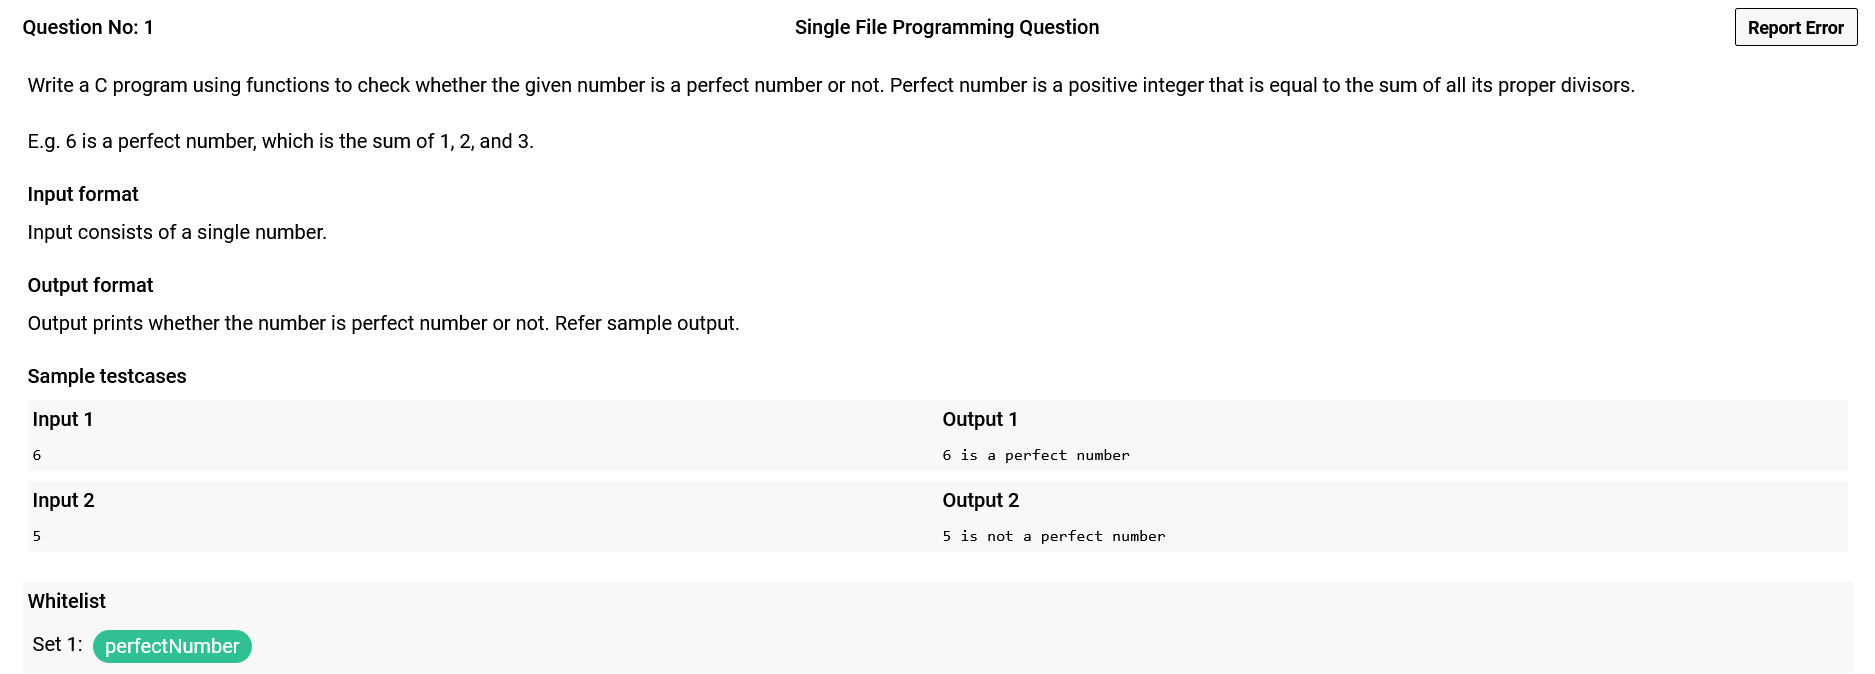 Question No: 1
Single File Programming Question
Report Error
Write a C program using functions to check whether the given number is a perfect number or not. Perfect number is a positive integer that is equal to the sum of all its proper divisors.
E.g. 6 is a perfect number, which is the sum of 1, 2, and 3.
Input format
Input consists of a single number.
Output format
Output prints whether the number is perfect number or not. Refer sample output.
Sample testcases
Input 1
Output 1
6
6 is a perfect number
Input 2
Output 2
5
5 is not a perfect number
Whitelist
Set 1: perfectNumber